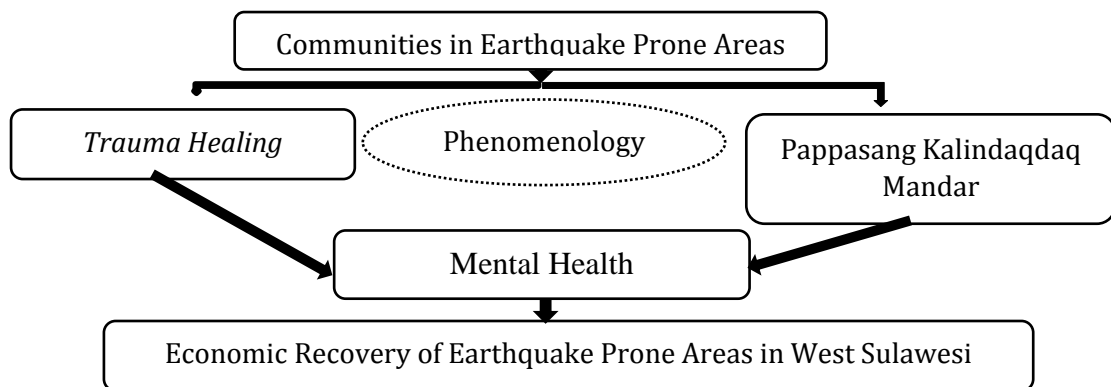 Communities in Earthquake Prone Areas
Trauma Healing
Phenomenology
Pappasang Kalindaqdaq
Mandar
Mental Health
Economic Recovery of Earthquake Prone Areas in West Sulawesi